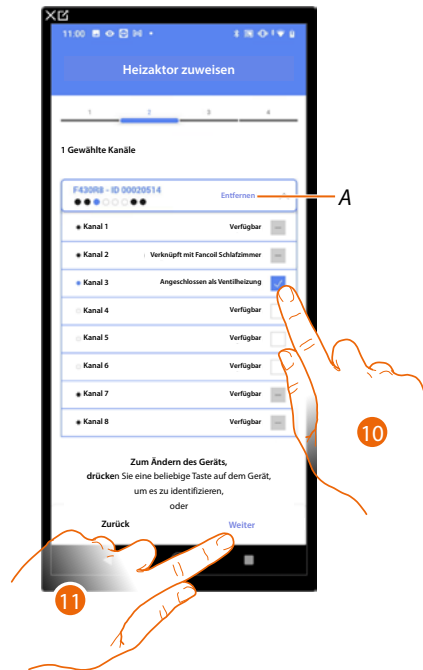 11:00
Heizaktor zuweisen
1 2 3 4
1 Gewählte Kanäle
F430R8 - ID 00020514
Entfernen
A
Kanal 1 Verfügbar
Kanal 2 Verknüpft mit Fancoil Schlafzimmer
Kanal 3 Angeschlossen als Ventilheizung
Kanal 4 Verfügbar
Kanal 5 Verfügbar
Kanal 6 Verfügbar
Kanal 7 Verfügbar
Kanal 8 Verfügbar
10
Zum Ändern des Geräts,
drücken Sie eine beliebige Taste auf dem Gerät,
um es zu identifizieren,
oder
Zurück Weiter
11